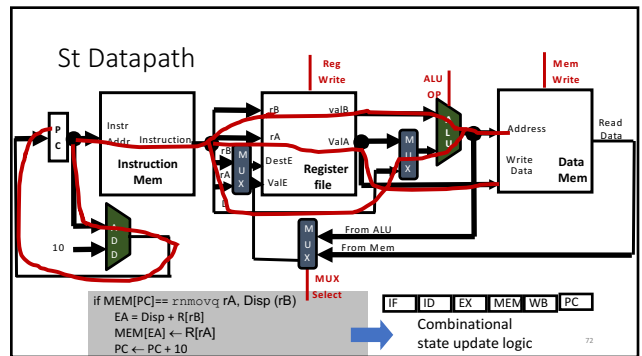 St Datapath
Reg
Write
ALU
OP
Mem
Write
P
C
Instr
Addr
Instruction
Instruction
Mem
rB
rA
rB
rA
M
U
X
rB
valB
rA
ValA
DestE
ValE
Register
file
M
U
X
A
L
U
Address
Write
Data
Data
Mem
Read
Data
10
A
D
D
M
U
X
From ALU
From Mem
MUX
Select
if MEM[PC]== rnmovq rA, Disp (rB)
EA = Disp + R[rB]
MEM[EA] ← R[rA]
PC ← PC + 10
IF ID EX MEM WB PC
Combinational
state update logic
72